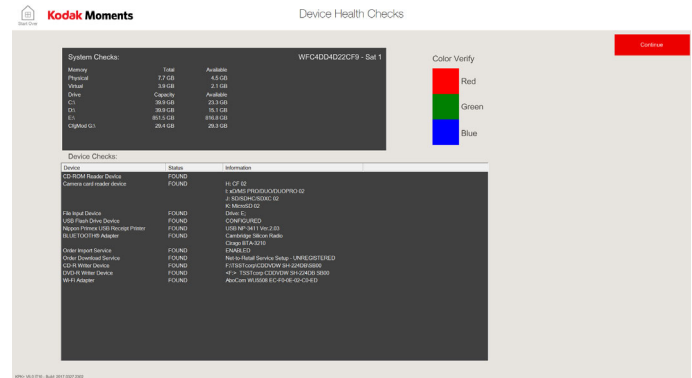 Start Over
Kodak Moments
Device Health Checks
Continue
System Checks:
WFC4DD4D22CF9 - Sat 1
Memory Total Available
Physical 7.7 GB 4.5 GB
Virtual 3.9 GB 2.1 GB
Drive Capacity Available
C:\ 39.9 GB 23.3 GB
D:\ 39.9 GB 15.1 GB
E:\ 851.5 GB 816.8 GB
CfgMod G:\ 29.4 GB 29.3 GB
Color Verify
Red
Green
Blue
Device Checks:
Device Status Information
CD-ROM Reader Device FOUND
Camera card reader device FOUND H: CF 02
I: xD/MS PRO/DUO/DUOPRO 02
J: SD/SDHC/SDXC 02
K: MicroSD 02
File Input Device FOUND Drive: E:
USB Flash Drive Device FOUND CONFIGURED
Nippon Primex USB Receipt Printer FOUND USB NP-3411 Ver.2.03
BLUETOOTH® Adapter FOUND Cambridge Silicon Radio
Cirago BTA-3210
Order Import Service FOUND ENABLED
Order Download Service FOUND Net-to-Retail Service Setup - UNREGISTERED
CD-R Writer Device FOUND F:\TSSTcorp\CDDVDW SH-224DB\SB00
DVD-R Writer Device FOUND <F:> TSSTcorp CDDVDW SH-224DB SB00
Wi-Fi Adapter FOUND AboCom WU5508 EC-F0-0E-02-C0-ED